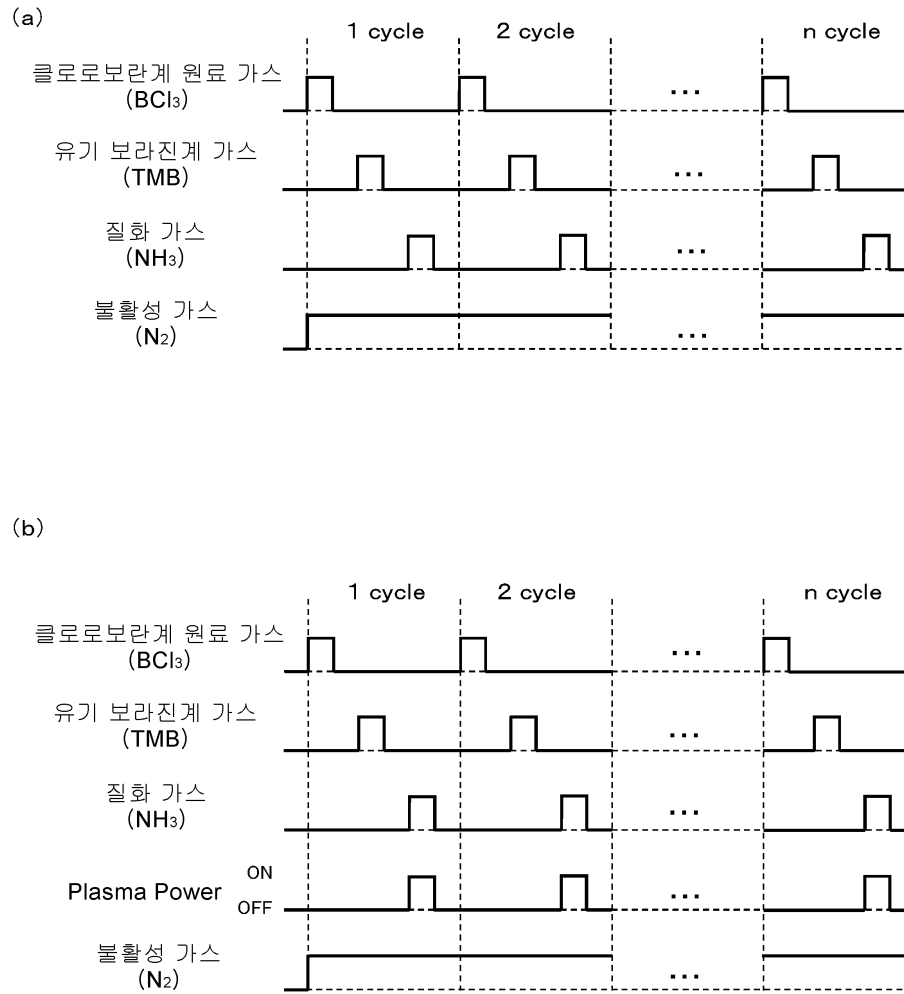 (a)
1 cycle 2 cycle n cycle
클로로보란계 원료 가스
(BCl₃)
...
유기 보라진계 가스
(TMB)
...
질화 가스
(NH₃)
...
불활성 가스
(N₂)
...
(b)
1 cycle 2 cycle n cycle
클로로보란계 원료 가스
(BCl₃)
...
유기 보라진계 가스
(TMB)
...
질화 가스
(NH₃)
...
ON
Plasma Power
OFF
...
불활성 가스
(N₂)
...